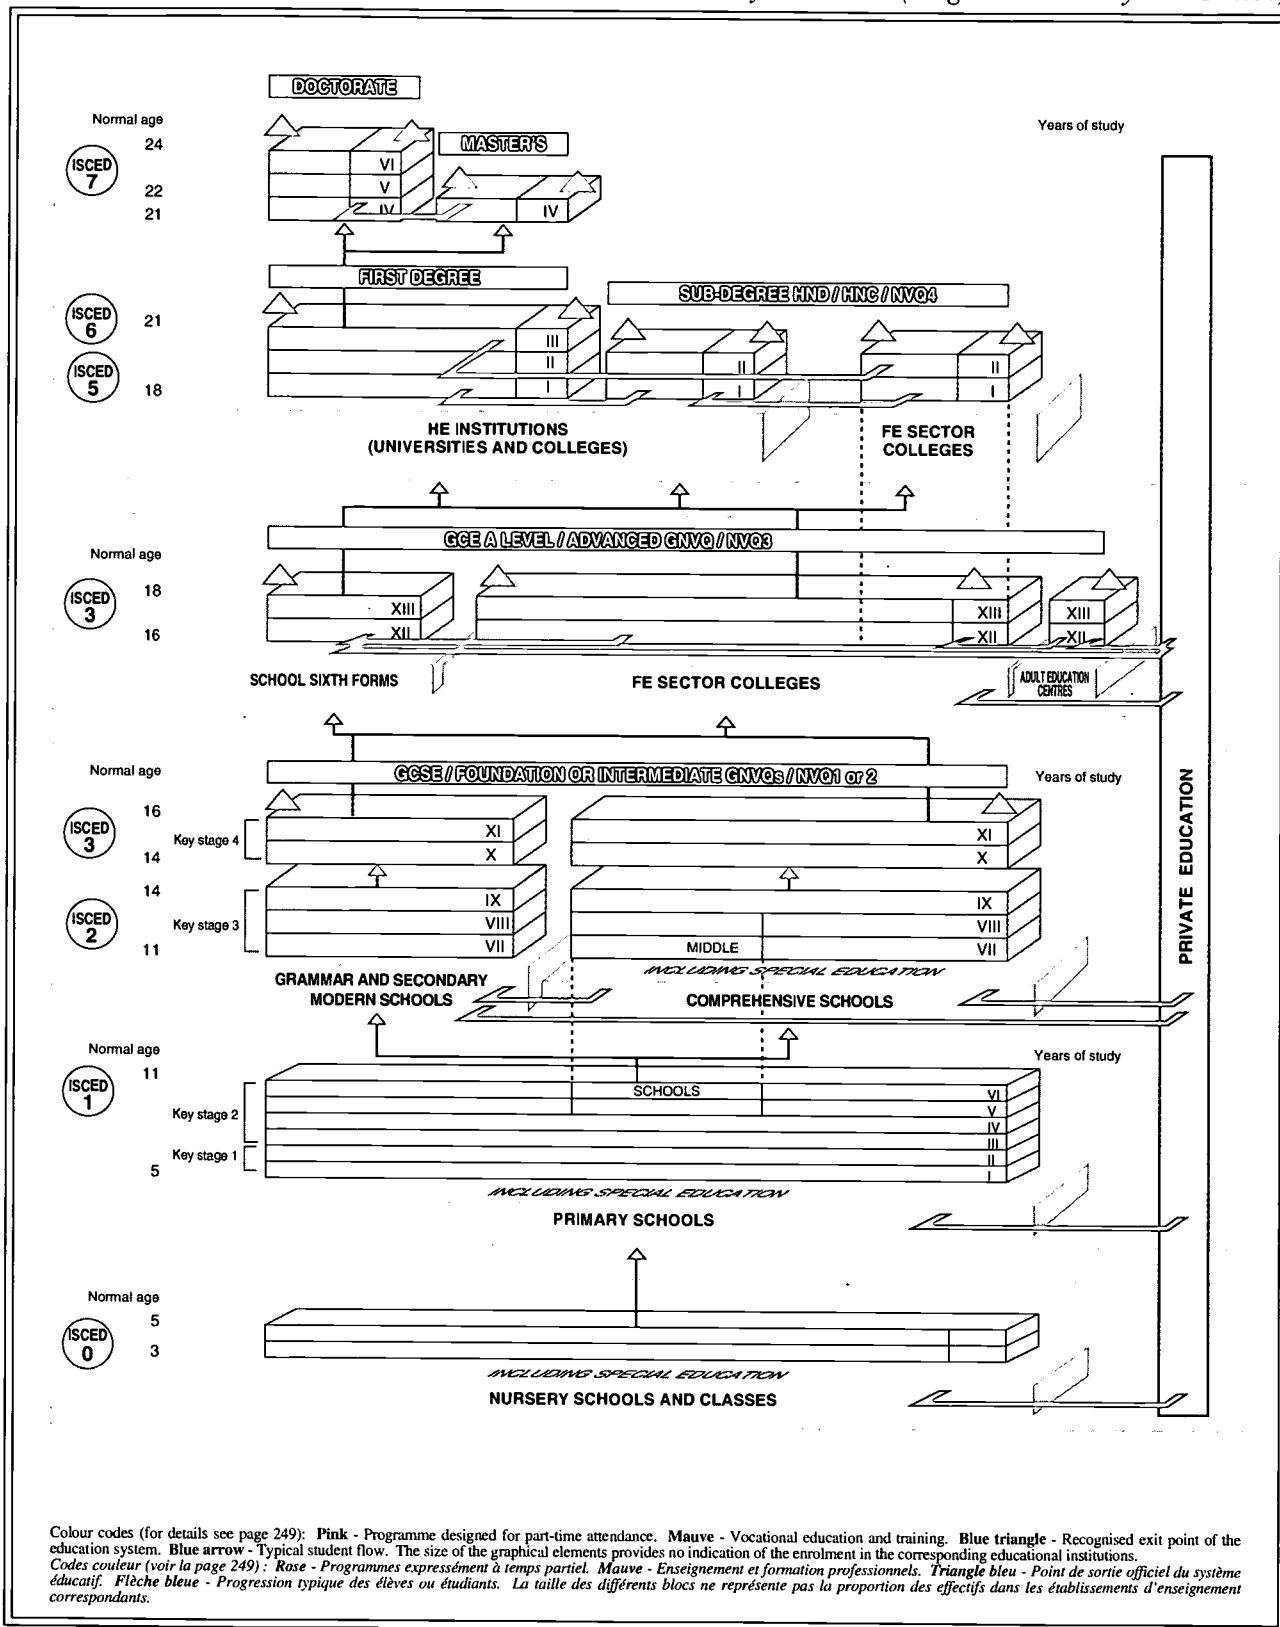 DOCTORATE
Normal age
Years of study
24
MASTER'S
ISCED
7
VI
22
V
21
IV
IV
FIRST DEGREE
SUB-DEGREE HND / HNC / NVQ4
ISCED
6
21
III
II
II
II
ISCED
5
18
I
I
I
HE INSTITUTIONS
(UNIVERSITIES AND COLLEGES)
FE SECTOR
COLLEGES
GCE A LEVEL / ADVANCED GNVQ / NVQ3
Normal age
18
ISCED
3
XIII
XIII
XIII
16
XII
XII
XII
SCHOOL SIXTH FORMS
FE SECTOR COLLEGES
ADULT EDUCATION
CENTRES
Normal age
GCSE / FOUNDATION OR INTERMEDIATE GNVQs / NVQ1 or 2
Years of study
16
ISCED
3
Key stage 4
XI
XI
14
X
X
14
IX
IX
ISCED
2
Key stage 3
VIII
VIII
11
VII
MIDDLE
VII
INCLUDING SPECIAL EDUCATION
GRAMMAR AND SECONDARY
MODERN SCHOOLS
COMPREHENSIVE SCHOOLS
PRIVATE EDUCATION
Normal age
Years of study
11
ISCED
1
SCHOOLS
VI
Key stage 2
V
IV
III
Key stage 1
II
5
I
INCLUDING SPECIAL EDUCATION
PRIMARY SCHOOLS
Normal age
5
ISCED
0
3
INCLUDING SPECIAL EDUCATION
NURSERY SCHOOLS AND CLASSES
Colour codes (for details see page 249): Pink - Programme designed for part-time attendance. Mauve - Vocational education and training. Blue triangle - Recognised exit point of the
education system. Blue arrow - Typical student flow. The size of the graphical elements provides no indication of the enrolment in the corresponding educational institutions.
Codes couleur (voir la page 249) : Rose - Programmes expressément à temps partiel. Mauve - Enseignement et formation professionnels. Triangle bleu - Point de sortie officiel du système
éducatif. Flèche bleue - Progression typique des élèves ou étudiants. La taille des différents blocs ne représente pas la proportion des effectifs dans les établissements d'enseignement
correspondants.